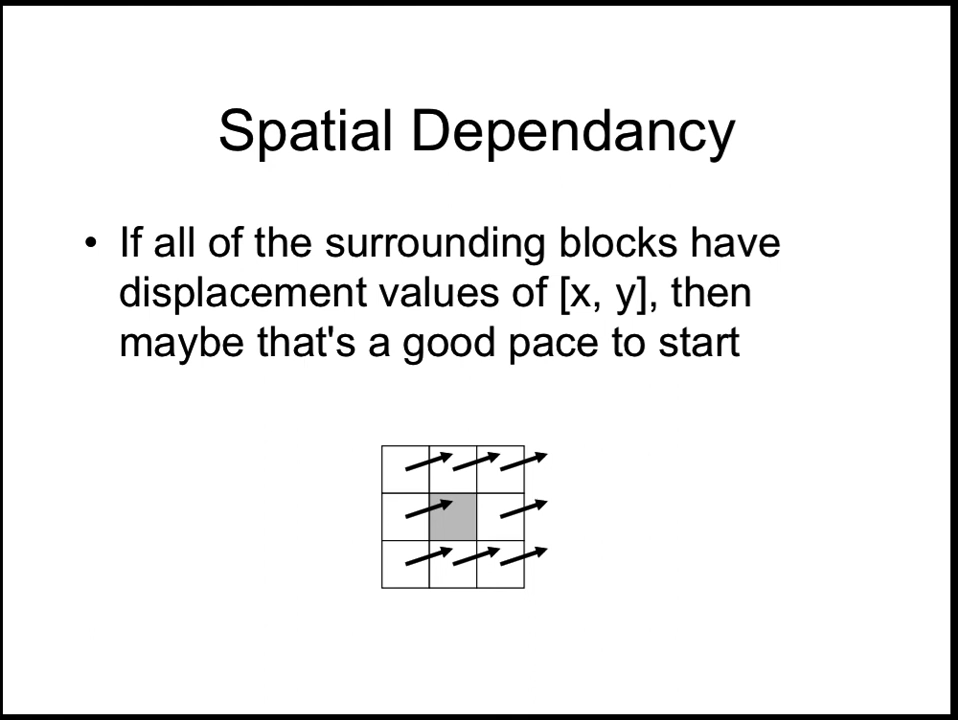 Spatial Dependancy
• If all of the surrounding blocks have
displacement values of [x, y], then
maybe that's a good pace to start